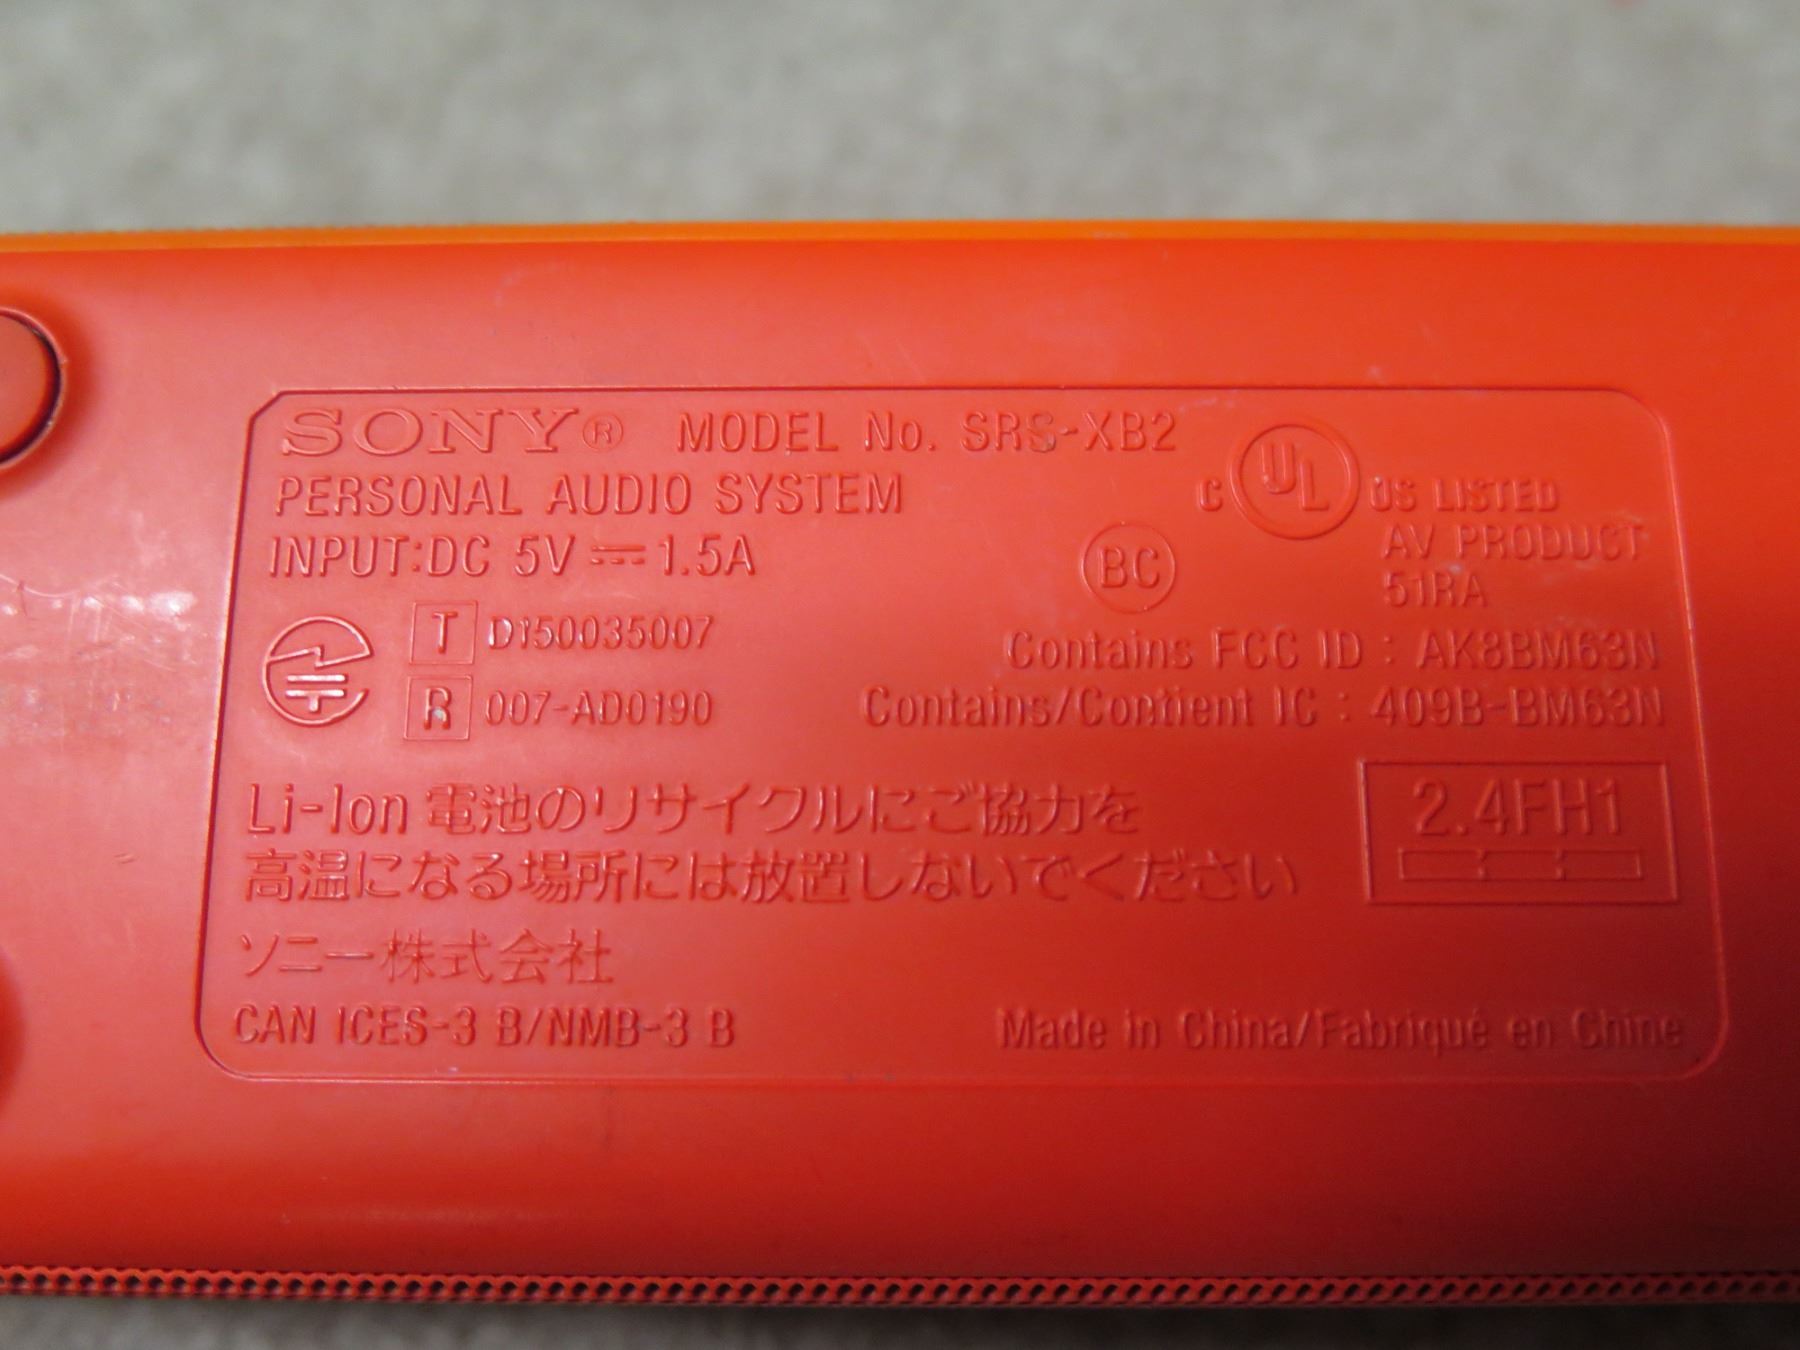 SONY® MODEL No. SRS-XB2
PERSONAL AUDIO SYSTEM
INPUT:DC 5V ⎓ 1.5A
C UL US LISTED
AV PRODUCT
51RA
BC
T D150035007
R 007-AD0190
Contains FCC ID : AK8BM63N
Contains/Contient IC : 409B-BM63N
Li-Ion 電池のリサイクルにご協力を
高温になる場所には放置しないでください
2.4FH1
ソニー株式会社
CAN ICES-3 B/NMB-3 B
Made in China/Fabriqué en Chine